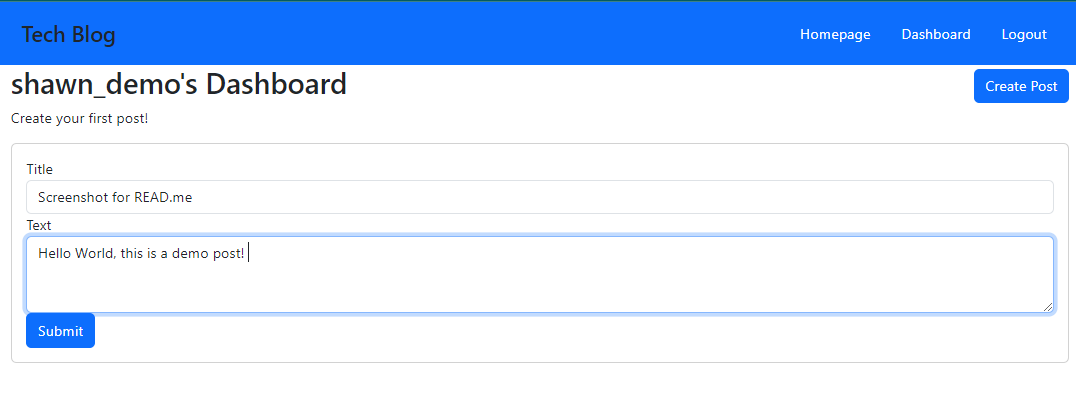 Tech Blog Homepage Dashboard Logout
shawn_demo's Dashboard Create Post
Create your first post!
Title
Screenshot for READ.me
Text
Hello World, this is a demo post!
Submit